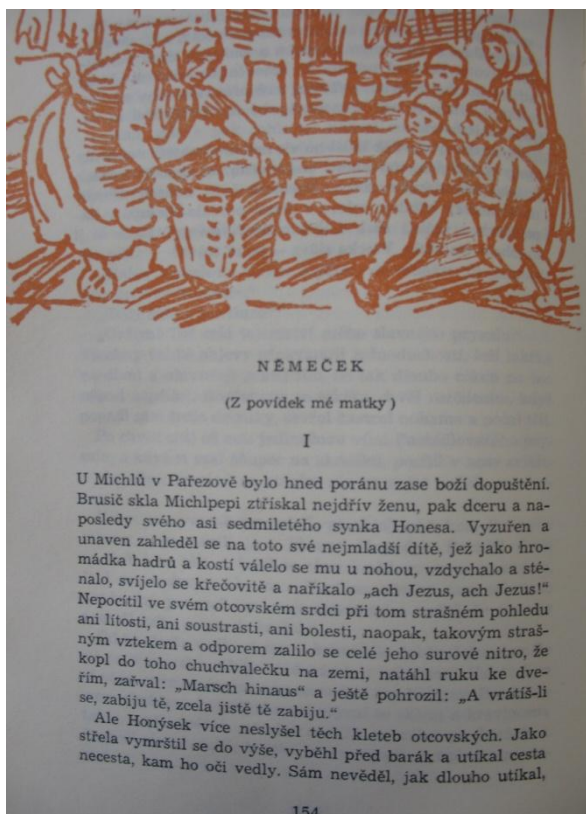 NĚMEČEK
(Z povídek mé matky)
I
U Michlů v Pařezově bylo hned poránu zase boží dopuštění.
Brusič skla Michlpepi ztřískal nejdřív ženu, pak dceru a na-
posledy svého asi sedmiletého synka Honesa. Vyzuřen a
unaven zahleděl se na toto své nejmladší dítě, jež jako hro-
mádka hadrů a kostí válelo se mu u nohou, vzdychalo a sté-
nalo, svíjelo se křečovitě a naříkalo „ach Jezus, ach Jezus!“
Nepocítil ve svém otcovském srdci při tom strašném pohledu
ani lítosti, ani soustrasti, ani bolesti, naopak, takovým straš-
ným vztekem a odporem zalilo se celé jeho surové nitro, že
kopl do toho chuchvalečku na zemi, natáhl ruku ke dve-
řím, zařval: „Marsch hinaus“ a ještě pohrozil: „A vrátíš-li
se, zabiju tě, zcela jistě tě zabiju.“
Ale Honýsek více neslyšel těch kleteb otcovských. Jako
střela vymrštil se do výše, vyběhl před barák a utíkal cesta
necesta, kam ho oči vedly. Sám nevěděl, jak dlouho utíkal,
154